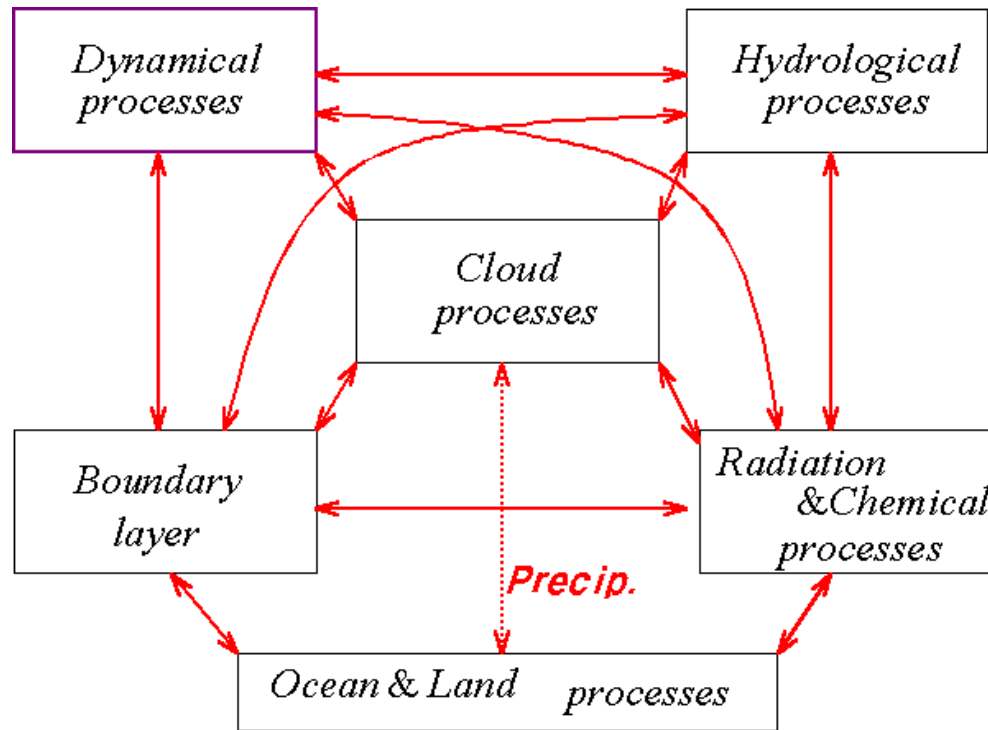 Dynamical
processes
Hydrological
processes
Cloud
processes
Boundary
layer
Radiation
&Chemical
processes
Precip.
Ocean & Land processes